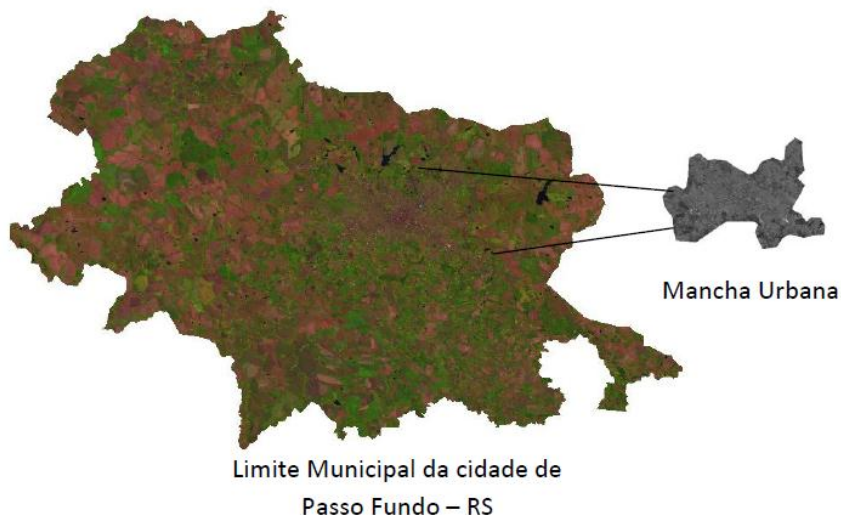 Mancha Urbana
Limite Municipal da cidade de
Passo Fundo – RS